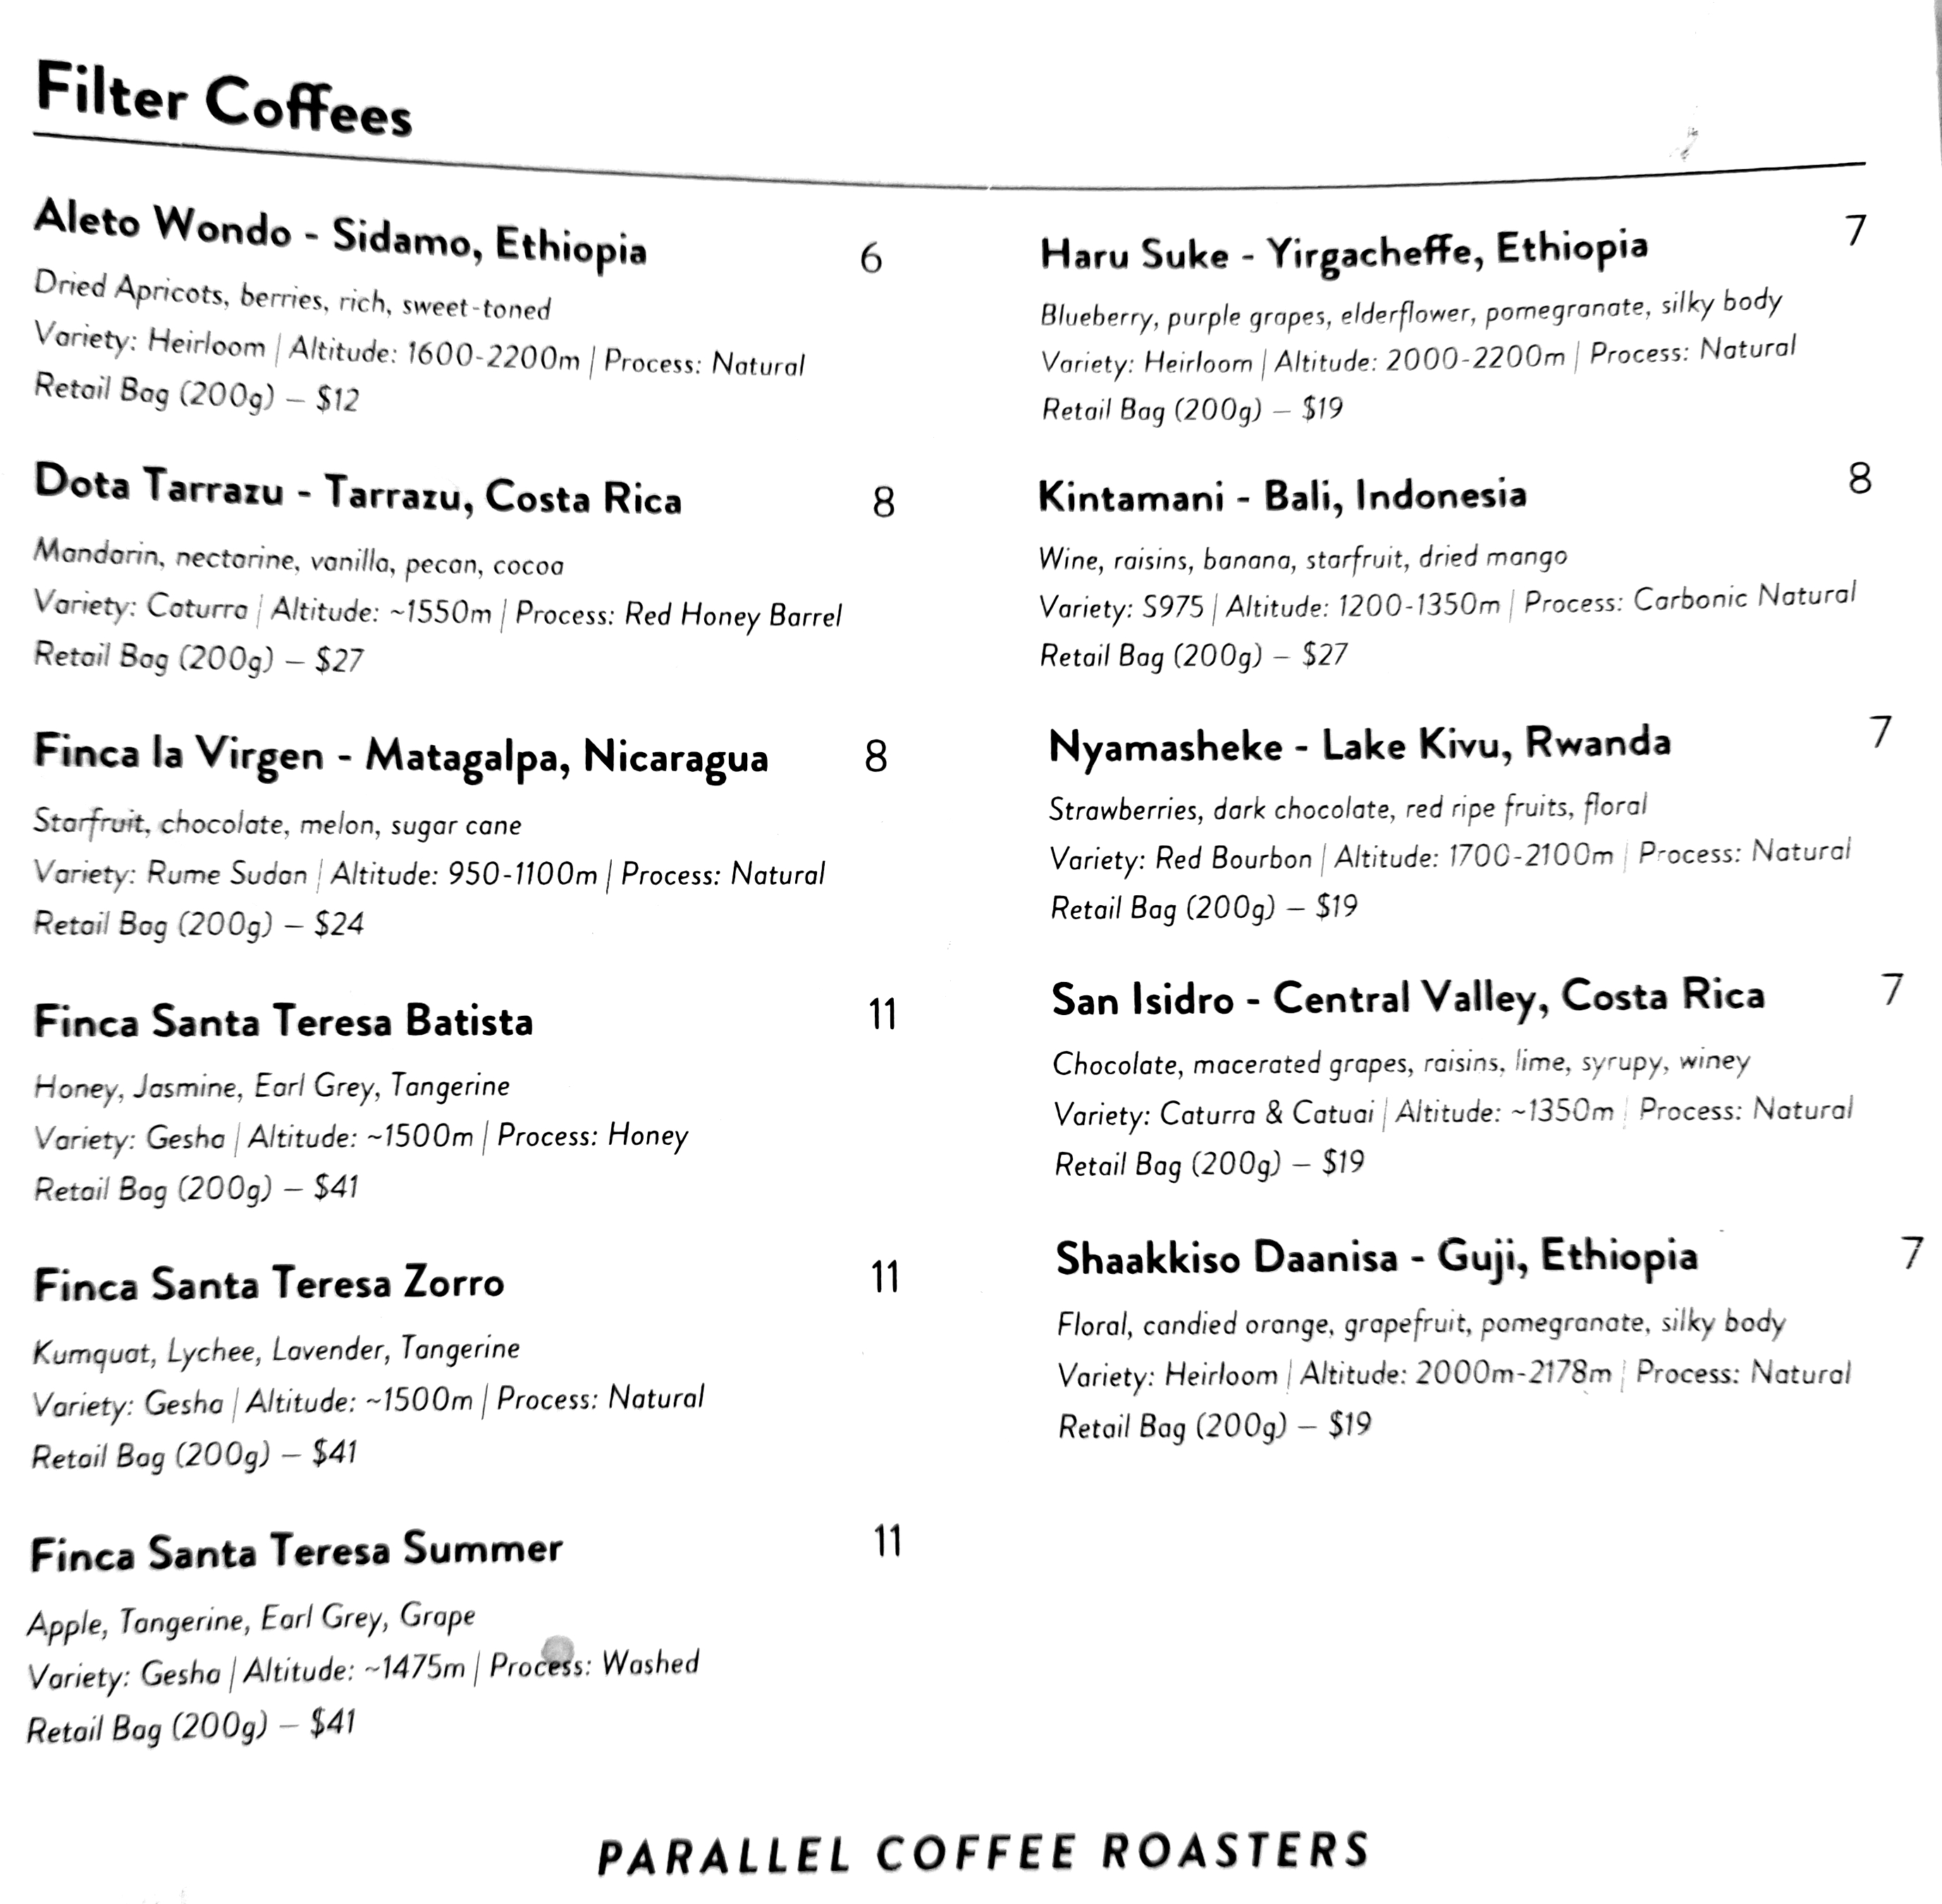 Filter Coffees
Aleto Wondo - Sidamo, Ethiopia 6
Dried Apricots, berries, rich, sweet-toned
Variety: Heirloom | Altitude: 1600-2200m | Process: Natural
Retail Bag (200g) – $12
Dota Tarrazu - Tarrazu, Costa Rica 8
Mandarin, nectarine, vanilla, pecan, cocoa
Variety: Caturra | Altitude: ~1550m | Process: Red Honey Barrel
Retail Bag (200g) – $27
Finca la Virgen - Matagalpa, Nicaragua 8
Starfruit, chocolate, melon, sugar cane
Variety: Rume Sudan | Altitude: 950-1100m | Process: Natural
Retail Bag (200g) – $24
Finca Santa Teresa Batista 11
Honey, Jasmine, Earl Grey, Tangerine
Variety: Gesha | Altitude: ~1500m | Process: Honey
Retail Bag (200g) – $41
Finca Santa Teresa Zorro 11
Kumquat, Lychee, Lavender, Tangerine
Variety: Gesha | Altitude: ~1500m | Process: Natural
Retail Bag (200g) – $41
Finca Santa Teresa Summer 11
Apple, Tangerine, Earl Grey, Grape
Variety: Gesha | Altitude: ~1475m | Process: Washed
Retail Bag (200g) – $41
Haru Suke - Yirgacheffe, Ethiopia 7
Blueberry, purple grapes, elderflower, pomegranate, silky body
Variety: Heirloom | Altitude: 2000-2200m | Process: Natural
Retail Bag (200g) – $19
Kintamani - Bali, Indonesia 8
Wine, raisins, banana, starfruit, dried mango
Variety: S975 | Altitude: 1200-1350m | Process: Carbonic Natural
Retail Bag (200g) – $27
Nyamasheke - Lake Kivu, Rwanda 7
Strawberries, dark chocolate, red ripe fruits, floral
Variety: Red Bourbon | Altitude: 1700-2100m | Process: Natural
Retail Bag (200g) – $19
San Isidro - Central Valley, Costa Rica 7
Chocolate, macerated grapes, raisins, lime, syrupy, winey
Variety: Caturra & Catuai | Altitude: ~1350m | Process: Natural
Retail Bag (200g) – $19
Shaakkiso Daanisa - Guji, Ethiopia 7
Floral, candied orange, grapefruit, pomegranate, silky body
Variety: Heirloom | Altitude: 2000m-2178m | Process: Natural
Retail Bag (200g) – $19
PARALLEL COFFEE ROASTERS